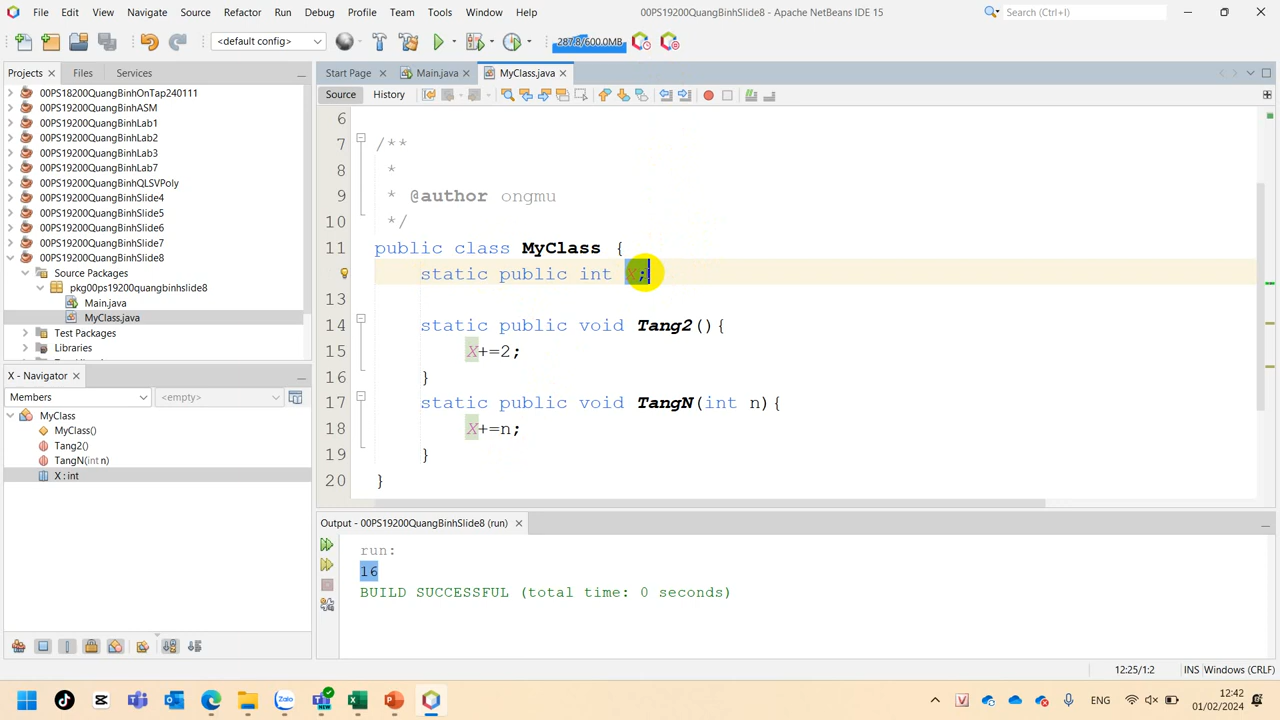 File Edit View Navigate Source Refactor Run Debug Profile Team Tools Window Help 00PS19200QuangBinhSlide8 - Apache NetBeans IDE 15 Search (Ctrl+I)
<default config> 287.8/600.0MB
Projects Files Services
00PS18200QuangBinhOnTap240111
00PS19200QuangBinhASM
00PS19200QuangBinhLab1
00PS19200QuangBinhLab2
00PS19200QuangBinhLab3
00PS19200QuangBinhLab7
00PS19200QuangBinhQLSVPoly
00PS19200QuangBinhSlide4
00PS19200QuangBinhSlide5
00PS19200QuangBinhSlide6
00PS19200QuangBinhSlide7
00PS19200QuangBinhSlide8
Source Packages
pkg00ps19200quangbinhslide8
Main.java
MyClass.java
Test Packages
Libraries
X - Navigator
Members <empty>
MyClass
MyClass()
Tang2()
TangN(int n)
X : int
Start Page Main.java MyClass.java
Source History
6
7 /**
8 *
9 * @author ongmu
10 */
11 public class MyClass {
static public int X;
13
14 static public void Tang2(){
15 X+=2;
16 }
17 static public void TangN(int n){
18 X+=n;
19 }
20 }
Output - 00PS19200QuangBinhSlide8 (run)
run:
16
BUILD SUCCESSFUL (total time: 0 seconds)
12:25/1:2 INS Windows (CRLF)
ENG 12:42
01/02/2024